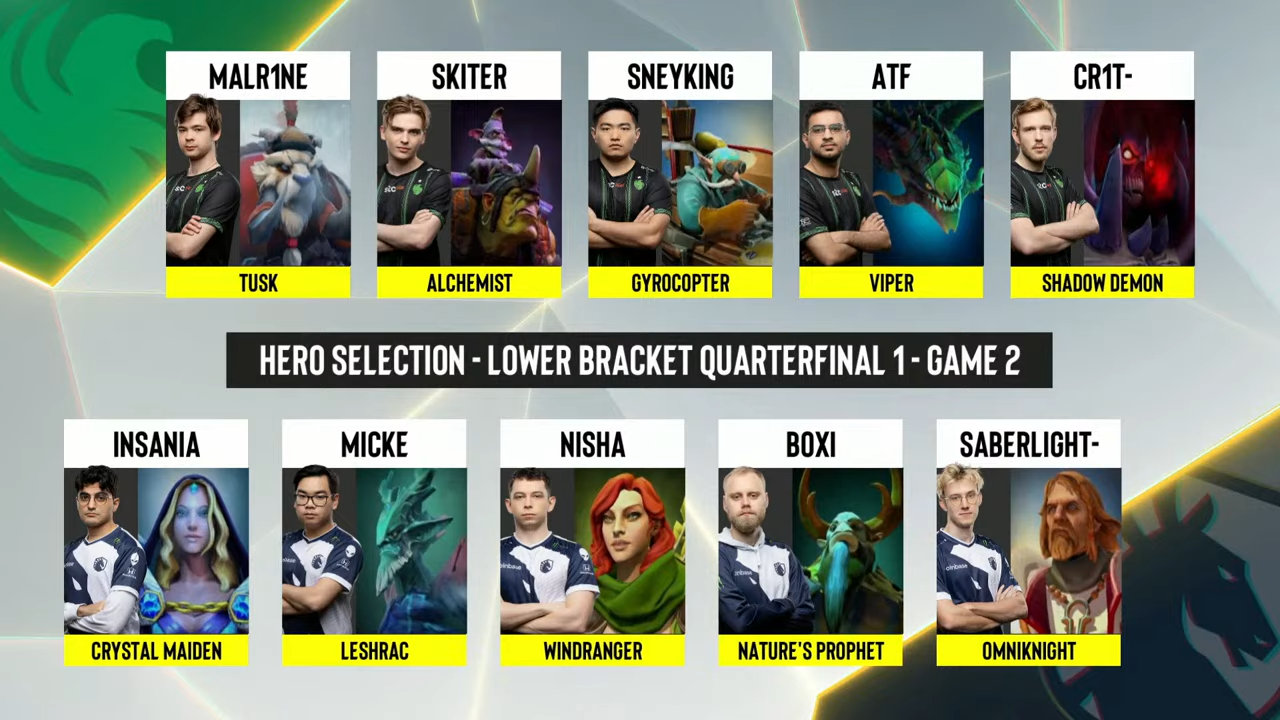 MALR1NE
SKITER
SNEYKING
ATF
CR1T-
TUSK
ALCHEMIST
GYROCOPTER
VIPER
SHADOW DEMON
HERO SELECTION - LOWER BRACKET QUARTERFINAL 1 - GAME 2
INSANIA
MICKE
NISHA
BOXI
SABERLIGHT-
CRYSTAL MAIDEN
LESHRAC
WINDRANGER
NATURE'S PROPHET
OMNIKNIGHT